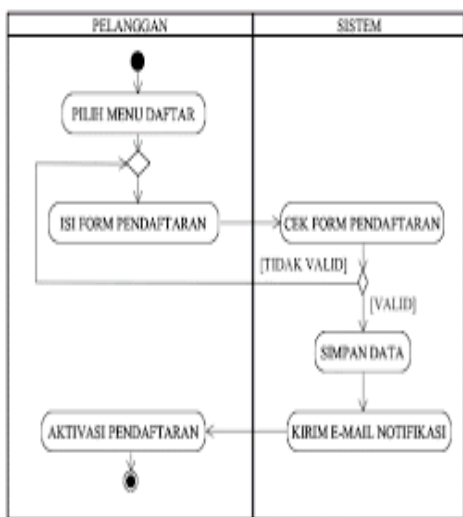 PELANGGAN
SISTEM
PILIH MENU DAFTAR
ISI FORM PENDAFTARAN
CEK FORM PENDAFTARAN
[TIDAK VALID]
[VALID]
SIMPAN DATA
AKTIVASI PENDAFTARAN
KIRIM E-MAIL NOTIFIKASI